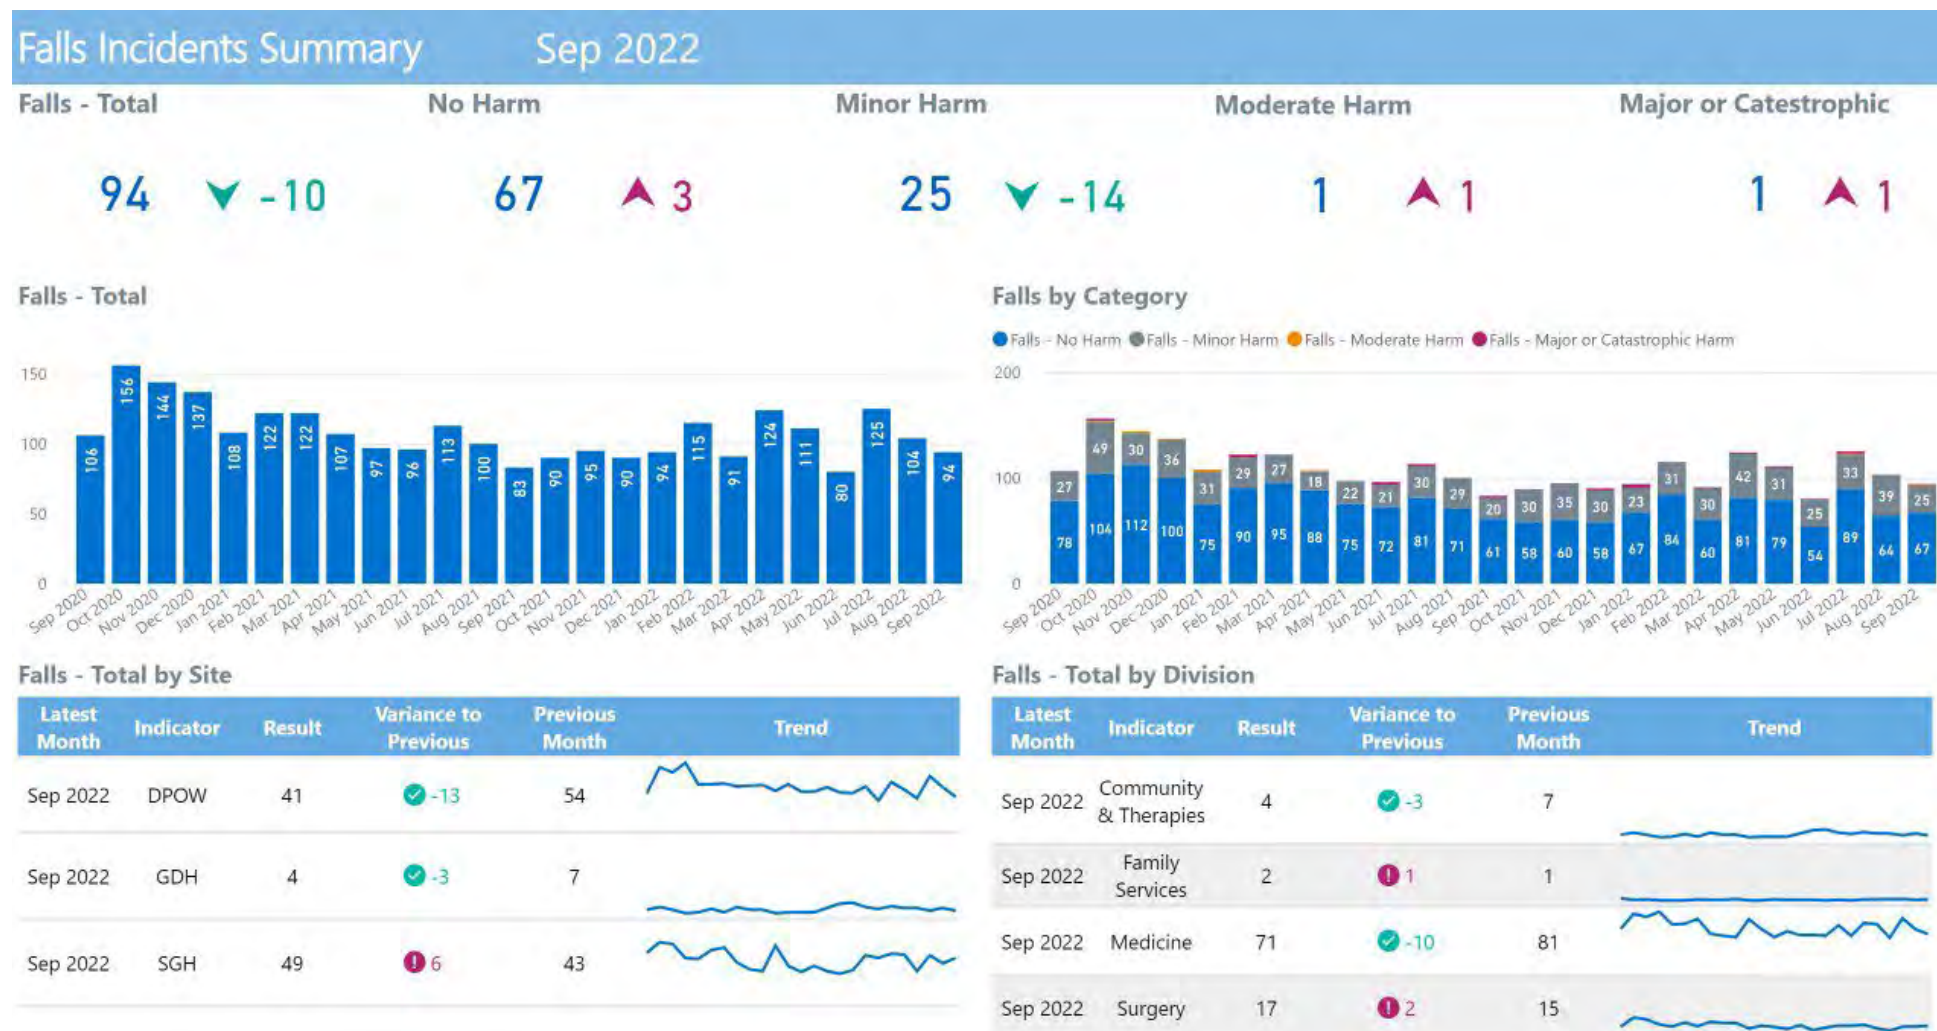 Falls Incidents Summary Sep 2022
Falls - Total No Harm Minor Harm Moderate Harm Major or Catestrophic
94 -10 67 3 25 -14 1 1 1 1
Falls - Total
150
100
50
0
106 156 144 137 108 122 122 107 97 96 113 100 83 90 95 90 94 115 91 124 111 80 125 104 94
Sep 2020 Oct 2020 Nov 2020 Dec 2020 Jan 2021 Feb 2021 Mar 2021 Apr 2021 May 2021 Jun 2021 Jul 2021 Aug 2021 Sep 2021 Oct 2021 Nov 2021 Dec 2021 Jan 2022 Feb 2022 Mar 2022 Apr 2022 May 2022 Jun 2022 Jul 2022 Aug 2022 Sep 2022
Falls by Category
Falls - No Harm Falls - Minor Harm Falls - Moderate Harm Falls - Major or Catastrophic Harm
200
100
0
27 49 30 36 31 29 27 18 22 21 30 29 20 30 35 30 23 31 30 42 31 25 33 39 25
78 104 112 100 75 90 95 88 75 72 81 71 61 58 60 58 67 84 60 81 79 54 89 64 67
Sep 2020 Oct 2020 Nov 2020 Dec 2020 Jan 2021 Feb 2021 Mar 2021 Apr 2021 May 2021 Jun 2021 Jul 2021 Aug 2021 Sep 2021 Oct 2021 Nov 2021 Dec 2021 Jan 2022 Feb 2022 Mar 2022 Apr 2022 May 2022 Jun 2022 Jul 2022 Aug 2022 Sep 2022
Falls - Total by Site
Latest Variance to Previous
Month Indicator Result Previous Month Trend
Sep 2022 DPOW 41 -13 54
Sep 2022 GDH 4 -3 7
Sep 2022 SGH 49 ! 6 43
Falls - Total by Division
Latest Variance to Previous
Month Indicator Result Previous Month Trend
Sep 2022 Community 4 -3 7
& Therapies
Sep 2022 Family 2 ! 1 1
Services
Sep 2022 Medicine 71 -10 81
Sep 2022 Surgery 17 ! 2 15